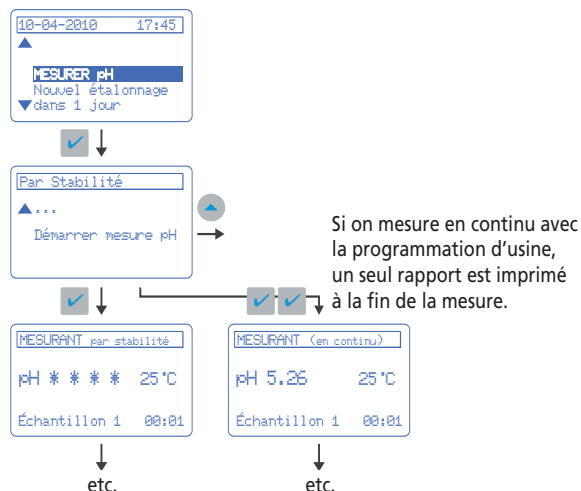 10-04-2010 17:45
MESURER pH
Nouvel étalonnage
dans 1 jour
Par Stabilité
...
Démarrer mesure pH
Si on mesure en continu avec
la programmation d'usine,
un seul rapport est imprimé
à la fin de la mesure.
MESURANT par stabilité
pH * * * * 25°C
Échantillon 1 00:01
etc.
MESURANT (en continu)
pH 5.26 25°C
Échantillon 1 00:01
etc.